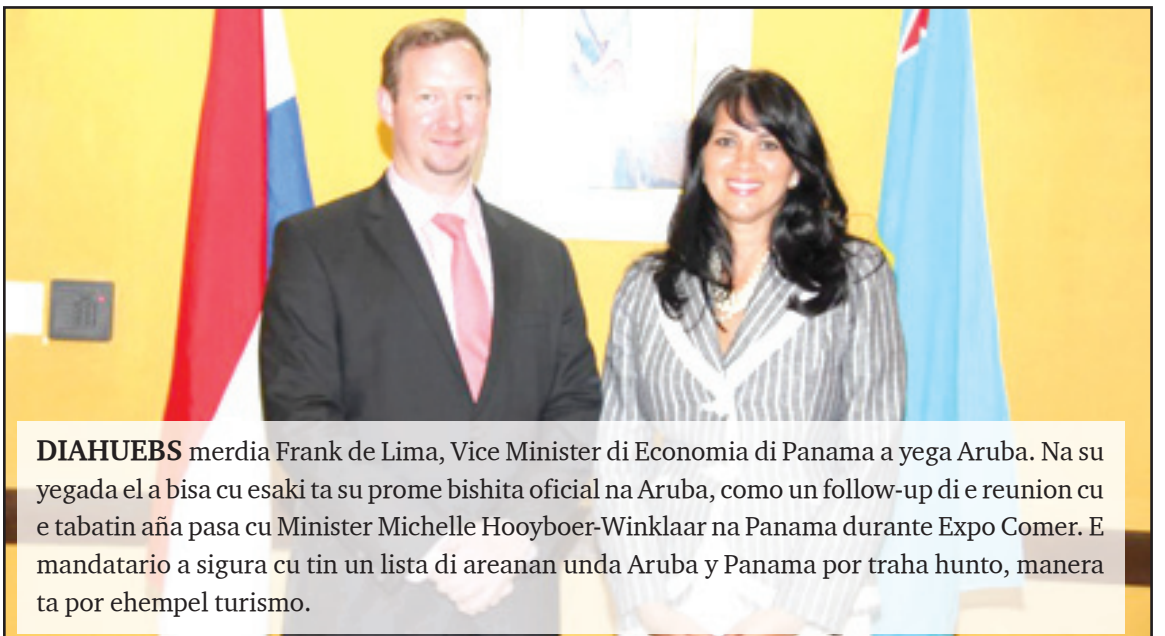 DIAHUEBS merdia Frank de Lima, Vice Minister di Economia di Panama a yega Aruba. Na su
yegada el a bisa cu esaki ta su prome bishita oficial na Aruba, como un follow-up di e reunion cu
e tabatin aña pasa cu Minister Michelle Hooyboer-Winklaar na Panama durante Expo Comer. E
mandatario a sigura cu tin un lista di areanan unda Aruba y Panama por traha hunto, manera
ta por ehempel turismo.